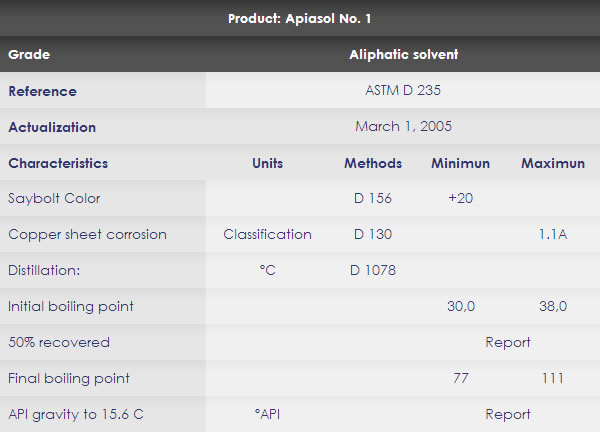 Product: Apiasol No. 1
Grade Aliphatic solvent
Reference ASTM D 235
Actualization March 1, 2005
Characteristics Units Methods Minimun Maximun
Saybolt Color D 156 +20
Copper sheet corrosion Classification D 130 1.1A
Distillation: °C D 1078
Initial boiling point 30,0 38,0
50% recovered Report
Final boiling point 77 111
API gravity to 15.6 C °API Report